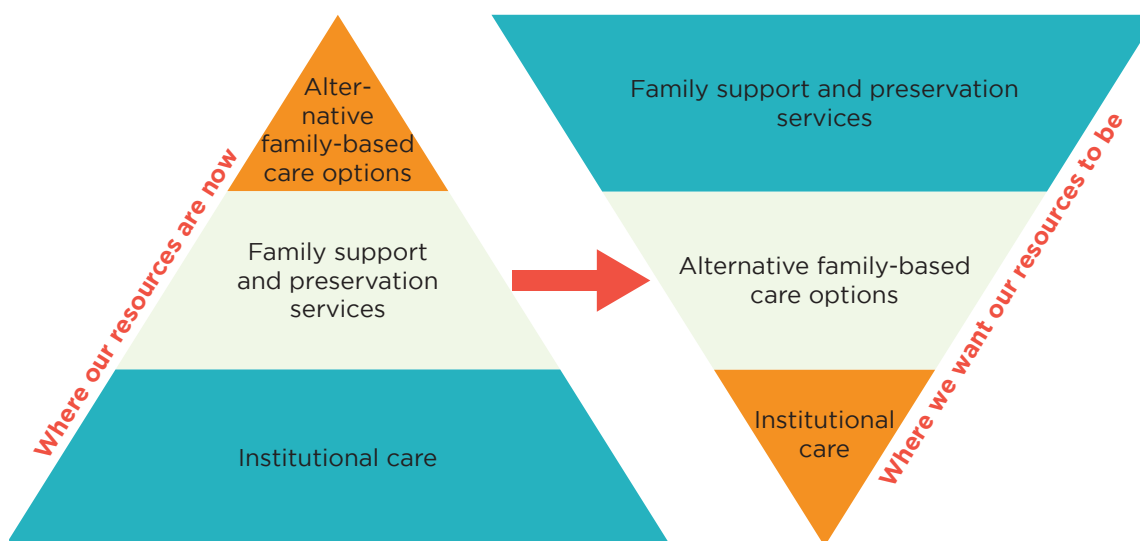 Where our resources are now
Alter-
native
family-based
care options
Family support
and preservation
services
Institutional care
Family support and preservation
services
Alternative family-based
care options
Institutional
care
Where we want our resources to be